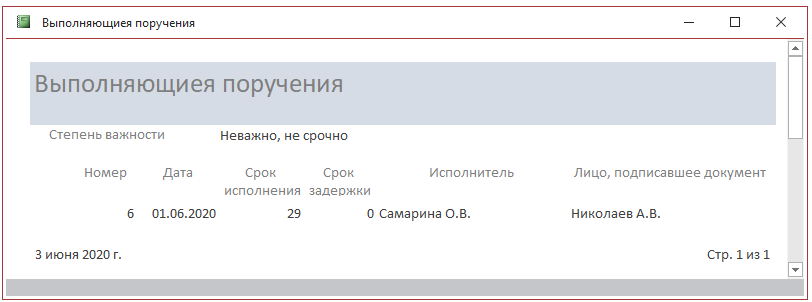 Выполняющиея поручения
Выполняющиея поручения
Степень важности Неважно, не срочно
Номер Дата Срок исполнения Срок задержки Исполнитель Лицо, подписавшее документ
6 01.06.2020 29 0 Самарина О.В. Николаев А.В.
3 июня 2020 г. Стр. 1 из 1